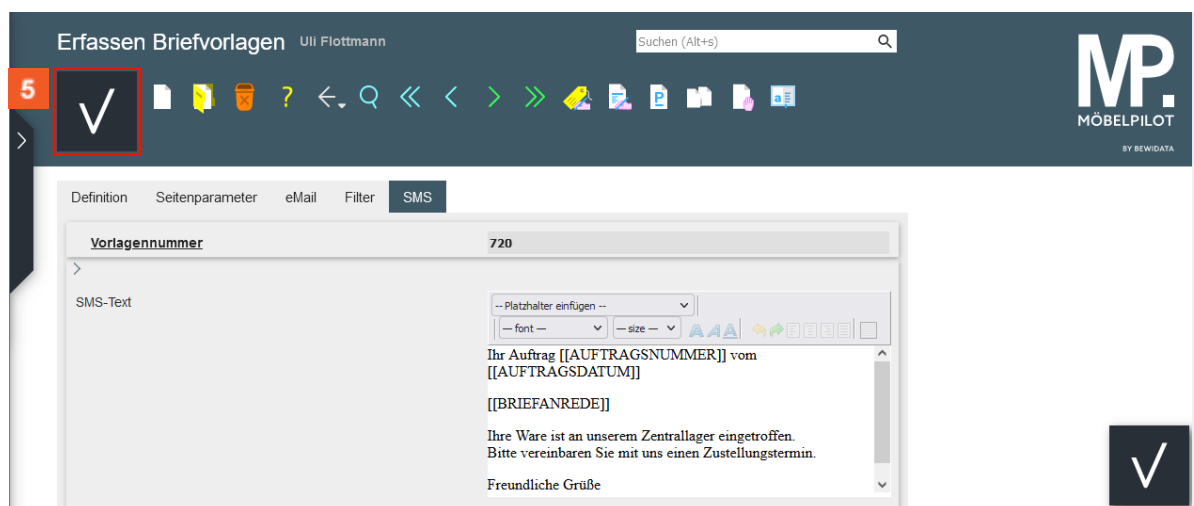 Erfassen Briefvorlagen Uli Flottmann
Suchen (Alt+s)
5
MP.
MÖBELPILOT
BY BEWIDATA
Definition Seitenparameter eMail Filter SMS
Vorlagennummer 720
SMS-Text
-- Platzhalter einfügen --
— font — — size —
Ihr Auftrag [[AUFTRAGSNUMMER]] vom
[[AUFTRAGSDATUM]]
[[BRIEFANREDE]]
Ihre Ware ist an unserem Zentrallager eingetroffen.
Bitte vereinbaren Sie mit uns einen Zustellungstermin.
Freundliche Grüße